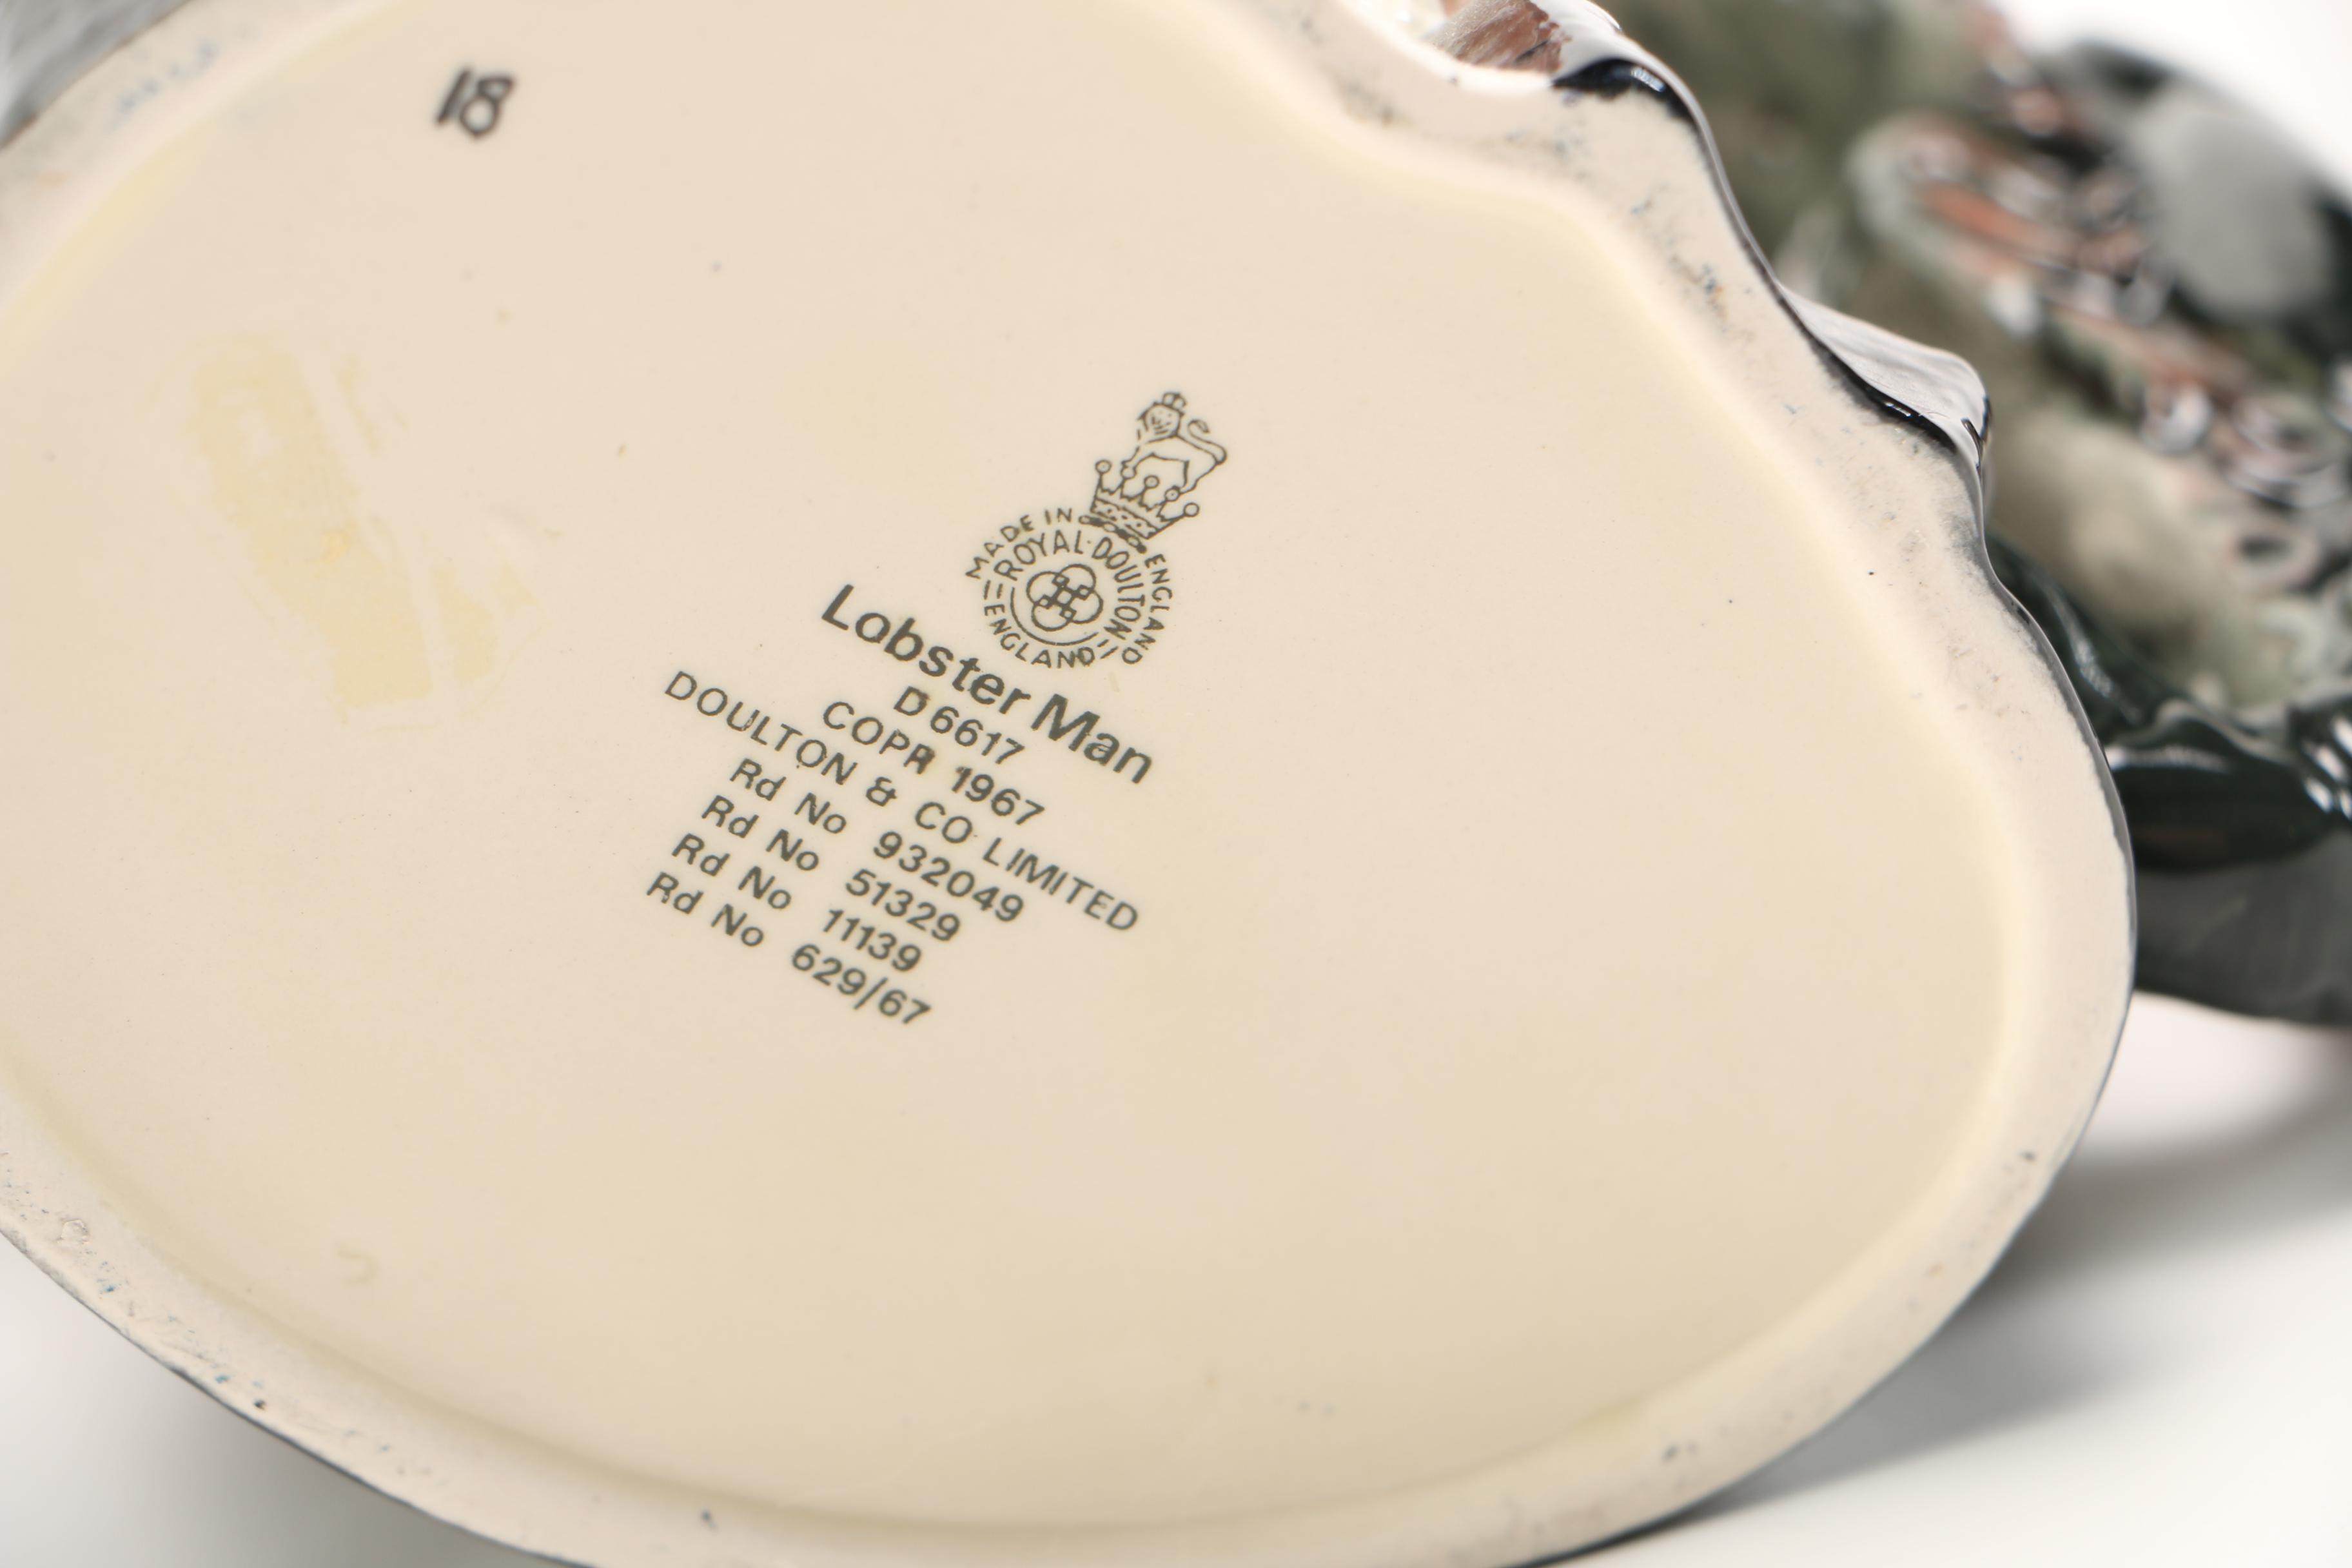 18
MADE IN ENGLAND
ROYAL·DOULTON
ENGLAND
Lobster Man
D6617
COPR 1967
DOULTON & CO LIMITED
Rd No 932049
Rd No 51329
Rd No 11139
Rd No 629/67